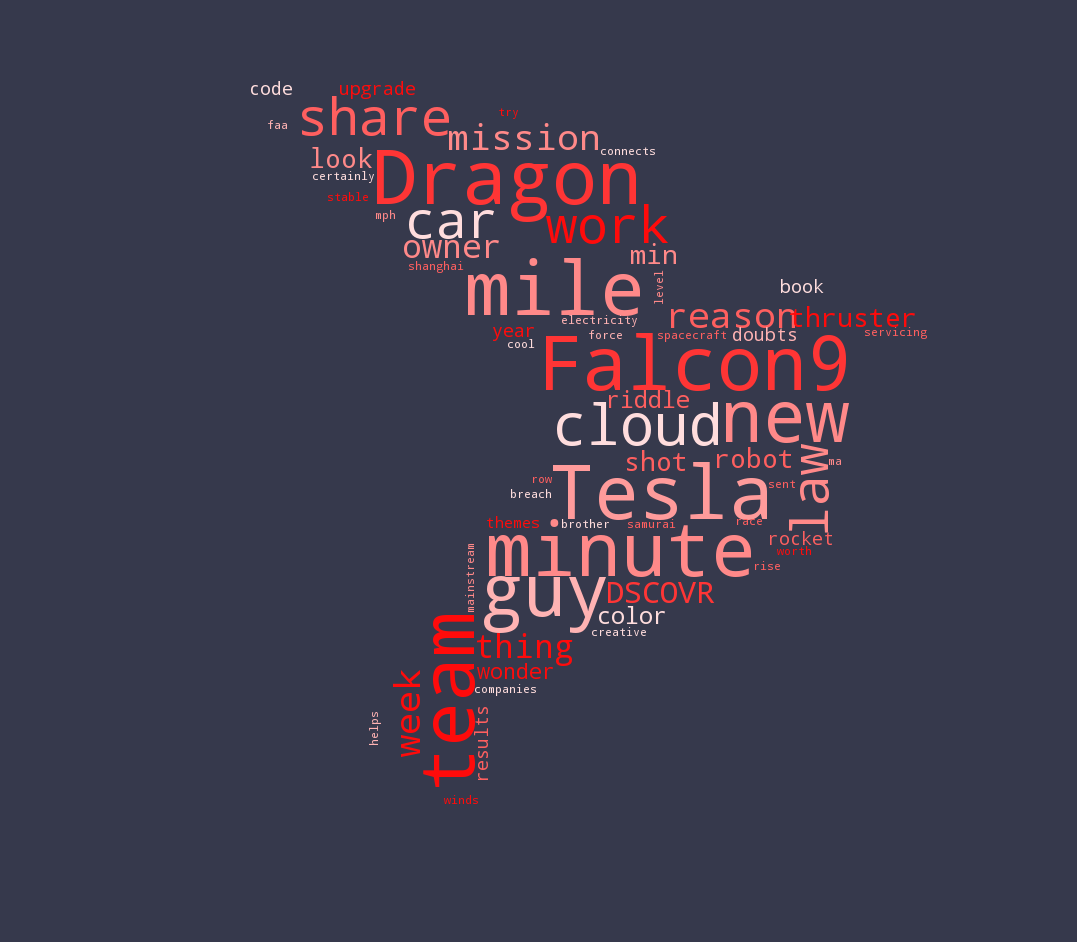 code
upgrade
faa
share
try
mission
connects
look
certainly
Dragon
stable
mph
car
work
owner
min
shanghai
mile
level
book
electricity
reason
thruster
year
force
spacecraft
doubts
servicing
cool
Falcon9
riddle
cloud
new
shot
robot
law
ma
row
Tesla
sent
breach
themes
brother
samurai
race
rocket
minute
worth
mainstream
rise
guy
DSCOVR
color
creative
team
thing
wonder
week
companies
helps
results
winds